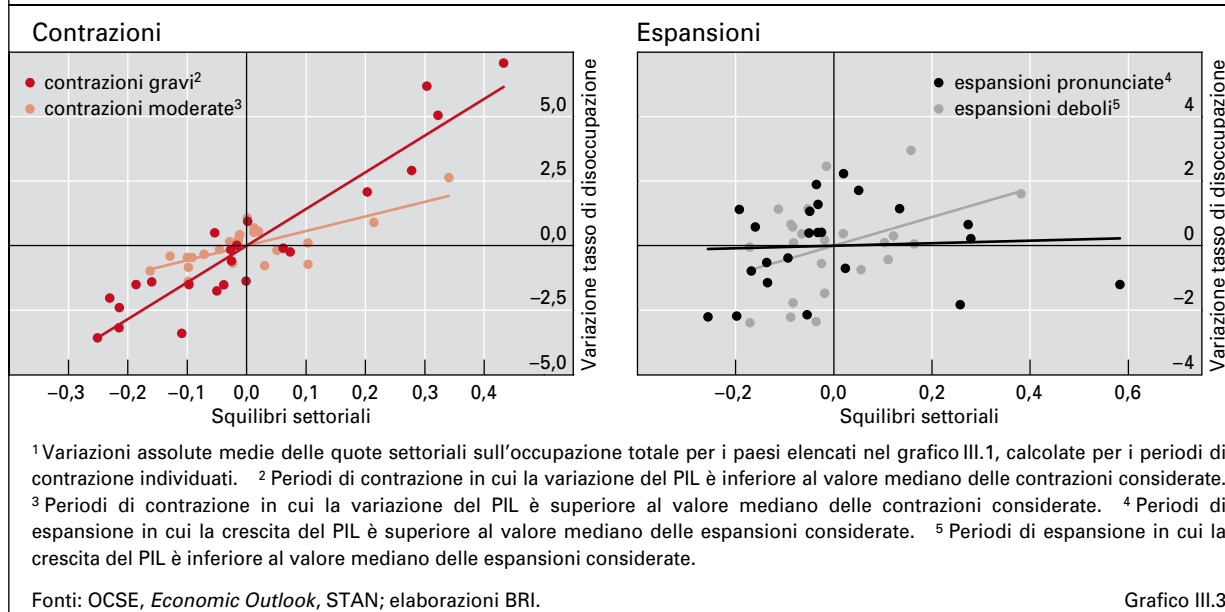 Contrazioni
contrazioni gravi²
contrazioni moderate³
5,0
2,5
0,0
−2,5
−5,0
Variazione tasso di disoccupazione
−0,3 −0,2 −0,1 0,0 0,1 0,2 0,3 0,4
Squilibri settoriali
Espansioni
espansioni pronunciate⁴
espansioni deboli⁵
4
2
0
−2
−4
Variazione tasso di disoccupazione
−0,2 0,0 0,2 0,4 0,6
Squilibri settoriali
¹ Variazioni assolute medie delle quote settoriali sull'occupazione totale per i paesi elencati nel grafico III.1, calcolate per i periodi di
contrazione individuati. ² Periodi di contrazione in cui la variazione del PIL è inferiore al valore mediano delle contrazioni considerate.
³ Periodi di contrazione in cui la variazione del PIL è superiore al valore mediano delle contrazioni considerate. ⁴ Periodi di
espansione in cui la crescita del PIL è superiore al valore mediano delle espansioni considerate. ⁵ Periodi di espansione in cui la
crescita del PIL è inferiore al valore mediano delle espansioni considerate.
Fonti: OCSE, Economic Outlook, STAN; elaborazioni BRI.
Grafico III.3